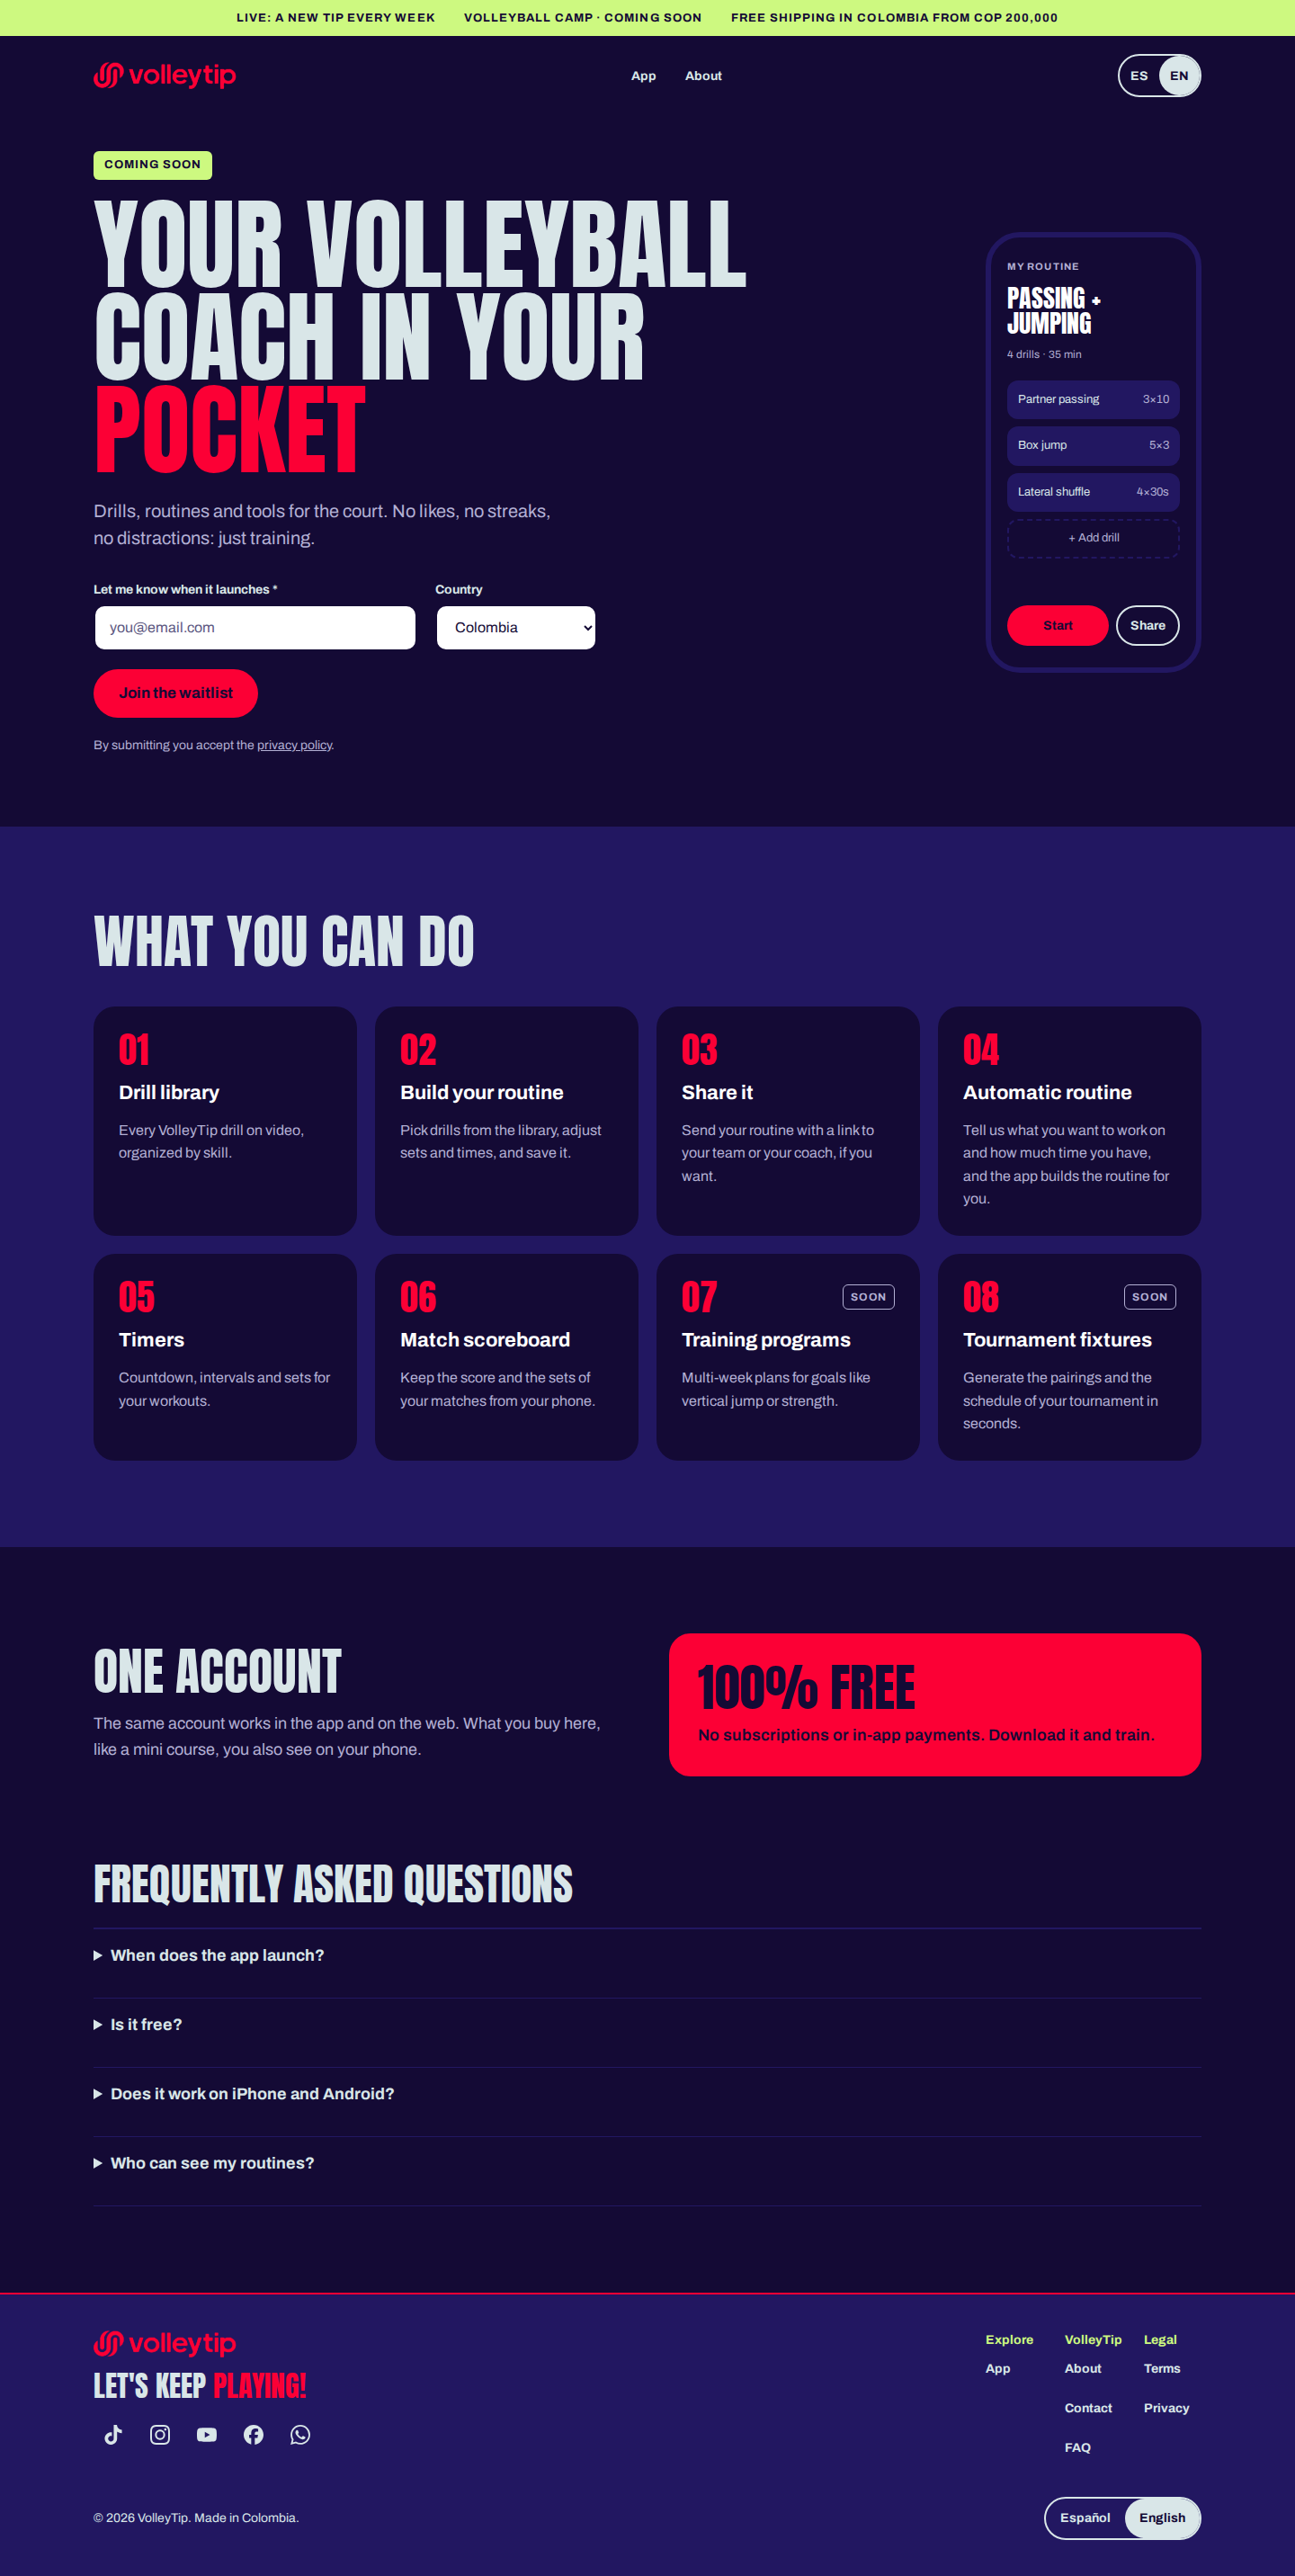 LIVE: A NEW TIP EVERY WEEK VOLLEYBALL CAMP · COMING SOON FREE SHIPPING IN COLOMBIA FROM COP 200,000
volleytip
App About
ES EN
COMING SOON
YOUR VOLLEYBALL
COACH IN YOUR
POCKET
Drills, routines and tools for the court. No likes, no streaks,
no distractions: just training.
Let me know when it launches *
you@email.com
Country
Colombia
Join the waitlist
By submitting you accept the privacy policy.
MY ROUTINE
PASSING +
JUMPING
4 drills · 35 min
Partner passing 3×10
Box jump 5×3
Lateral shuffle 4×30s
+ Add drill
Start Share
WHAT YOU CAN DO
01
Drill library
Every VolleyTip drill on video,
organized by skill.
02
Build your routine
Pick drills from the library, adjust
sets and times, and save it.
03
Share it
Send your routine with a link to
your team or your coach, if you
want.
04
Automatic routine
Tell us what you want to work on
and how much time you have,
and the app builds the routine for
you.
05
Timers
Countdown, intervals and sets for
your workouts.
06
Match scoreboard
Keep the score and the sets of
your matches from your phone.
07 SOON
Training programs
Multi-week plans for goals like
vertical jump or strength.
08 SOON
Tournament fixtures
Generate the pairings and the
schedule of your tournament in
seconds.
ONE ACCOUNT
The same account works in the app and on the web. What you buy here,
like a mini course, you also see on your phone.
100% FREE
No subscriptions or in-app payments. Download it and train.
FREQUENTLY ASKED QUESTIONS
When does the app launch?
Is it free?
Does it work on iPhone and Android?
Who can see my routines?
volleytip
LET'S KEEP PLAYING!
Explore
App
VolleyTip
About
Contact
FAQ
Legal
Terms
Privacy
© 2026 VolleyTip. Made in Colombia.
Español English